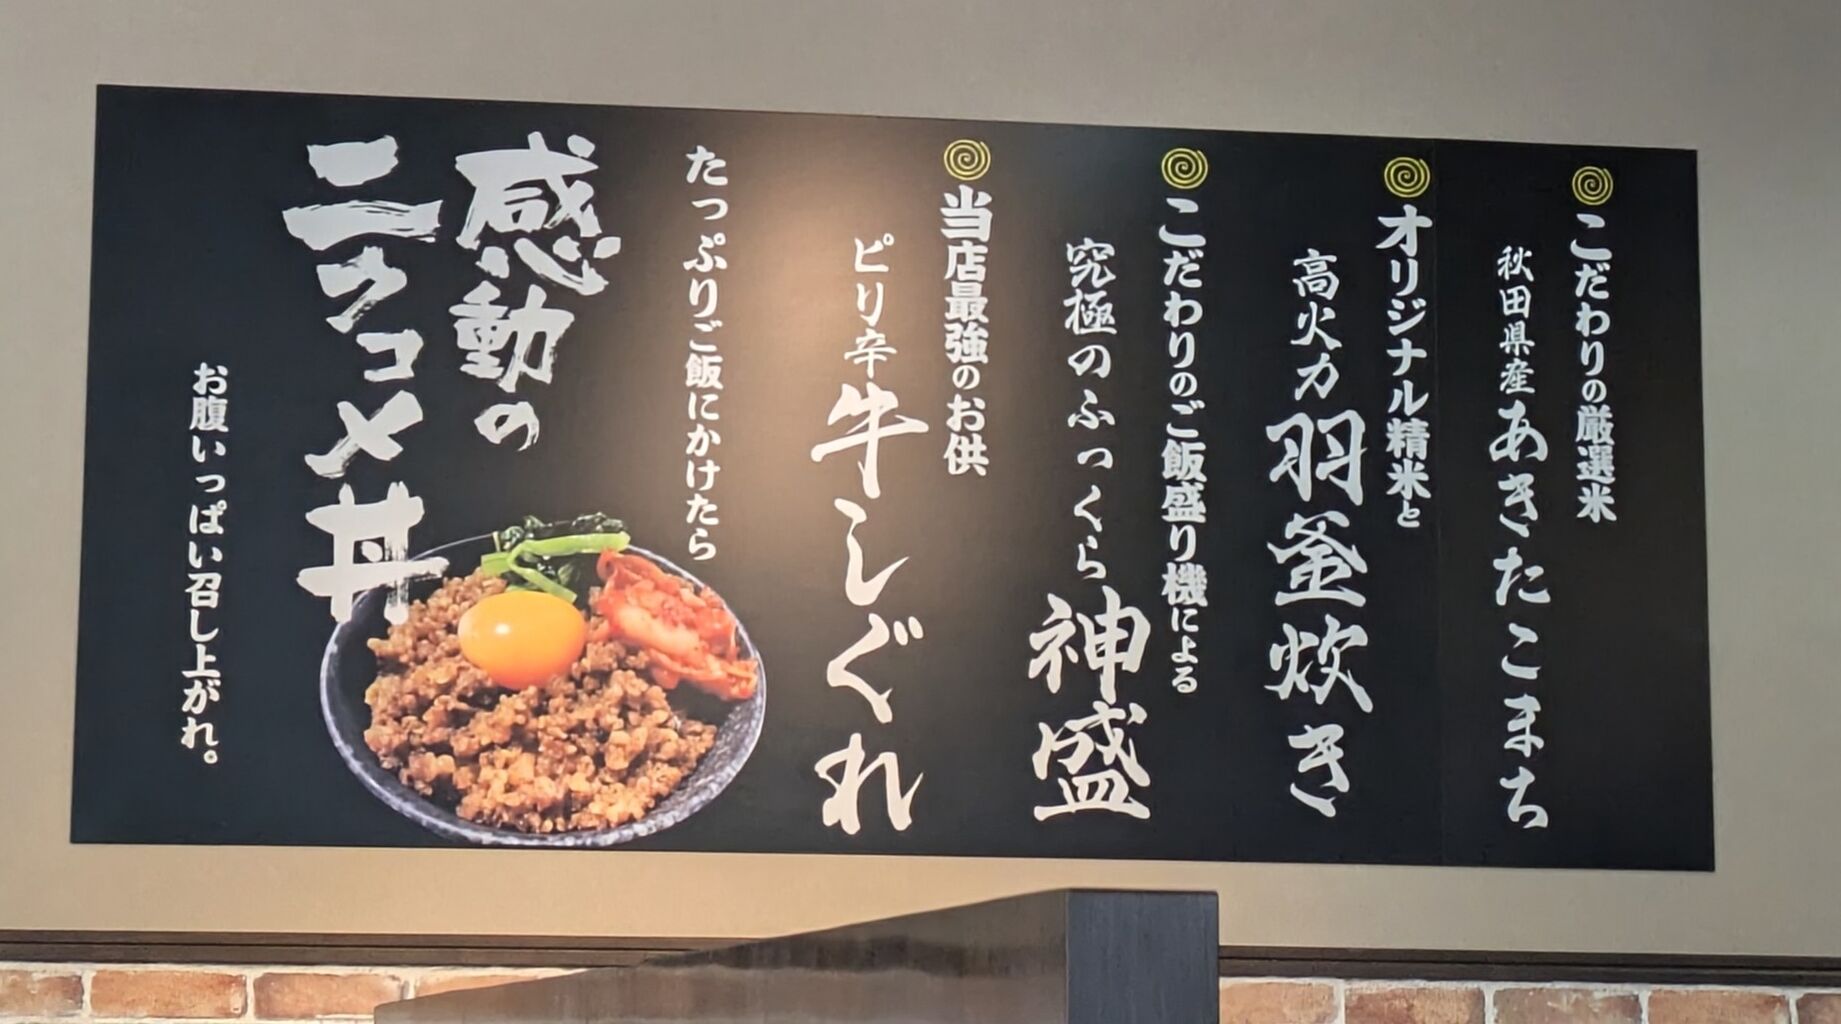 こだわりの厳選米
秋田県産あきたこまち
オリジナル精米と
高火力羽釜炊き
こだわりのご飯盛り機による
究極のふっくら神盛
当店最強のお供
ピリ辛牛しぐれ
たっぷりご飯にかけたら
感動の
ニクコメ丼
お腹いっぱい召し上がれ。